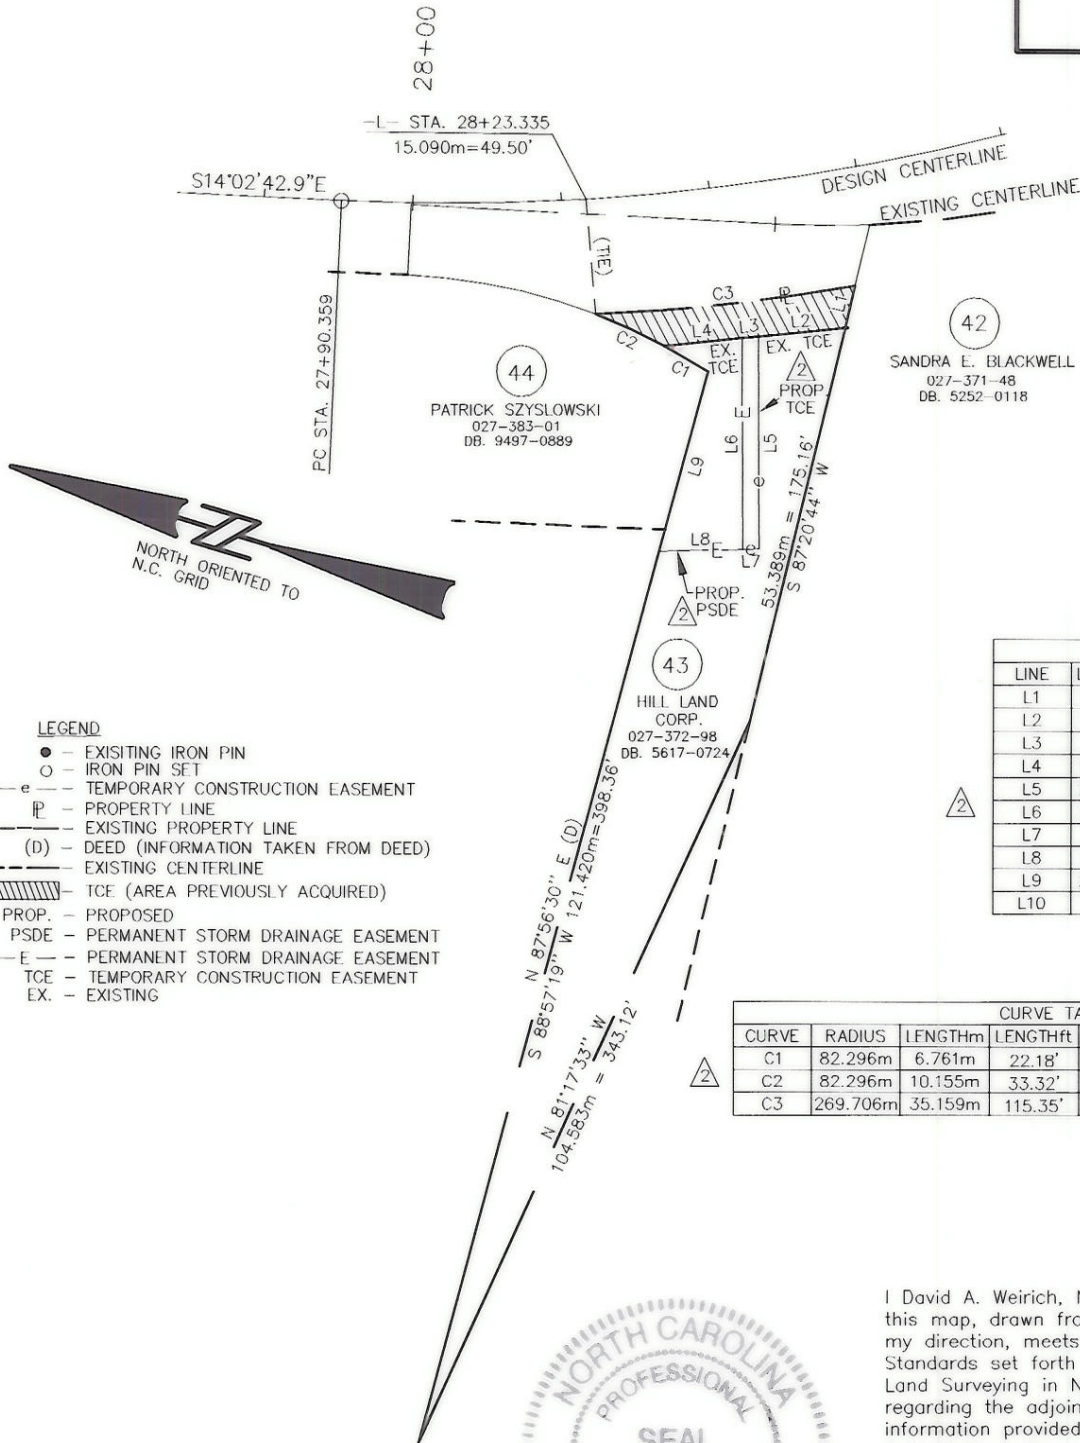 28+00
-L- STA. 28+23.335
15.090m=49.50'
S14°02'42.9"E
DESIGN CENTERLINE
EXISTING CENTERLINE
(TIE)
PC STA. 27+90.359
C3
PL
L1
L4
L3
L2
C2
EX.
TCE
EX. TCE
C1
2
PROP
TCE
42
SANDRA E. BLACKWELL
027-371-48
DB. 5252-0118
44
PATRICK SZYSLOWSKI
027-383-01
DB. 9497-0889
E
L6
L5
e
L9
53.389m = 175.16'
S 87°20'44" W
L8
E
L7
PROP.
PSDE
2
NORTH ORIENTED TO
N.C. GRID
43
HILL LAND
CORP.
027-372-98
DB. 5617-0724
LEGEND
- EXISITING IRON PIN
- IRON PIN SET
e - TEMPORARY CONSTRUCTION EASEMENT
PL - PROPERTY LINE
- EXISTING PROPERTY LINE
(D) - DEED (INFORMATION TAKEN FROM DEED)
- EXISTING CENTERLINE
- TCE (AREA PREVIOUSLY ACQUIRED)
PROP. - PROPOSED
PSDE - PERMANENT STORM DRAINAGE EASEMENT
E - PERMANENT STORM DRAINAGE EASEMENT
TCE - TEMPORARY CONSTRUCTION EASEMENT
EX. - EXISTING
N 87°56'30" E (D)
S 88°57'19" W 121.420m=398.36'
N 81°17'33" W
104.583m = 343.12'
LINE
L1
L2
L3
L4
L5
L6
L7
L8
L9
L10
2
CURVE TA
CURVE RADIUS LENGTHm LENGTHft
C1 82.296m 6.761m 22.18'
C2 82.296m 10.155m 33.32'
C3 269.706m 35.159m 115.35'
2
NORTH CAROLINA
PROFESSIONAL
SEAL
I David A. Weirich,
this map, drawn fro
my direction, meets
Standards set forth
Land Surveying in N
regarding the adjoin
information provided